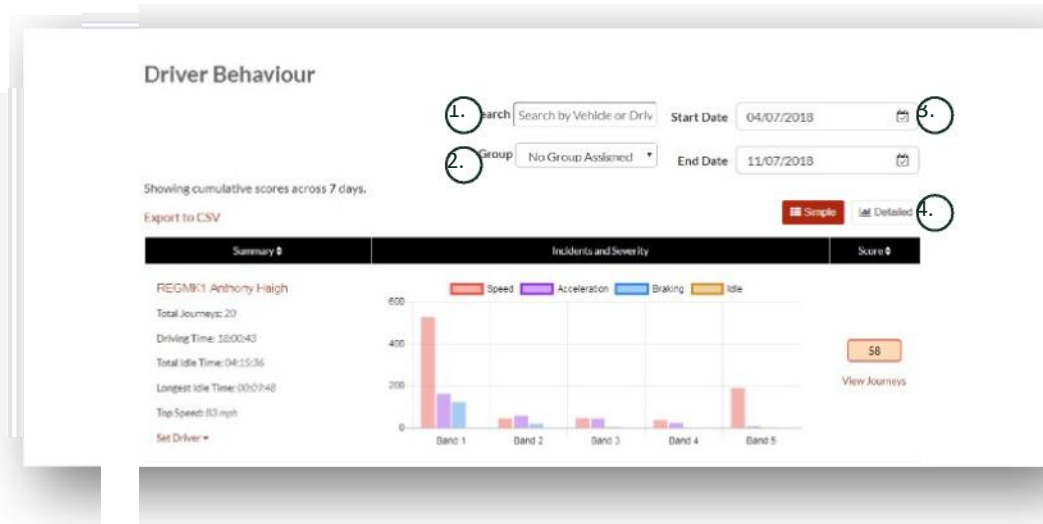 Driver Behaviour
1. earch Search by Vehicle or Driv Start Date 04/07/2018 3.
2. Group No Group Assigned End Date 11/07/2018
Showing cumulative scores across 7 days.
Export to CSV Simple Detailed 4.
Summary Incidents and Severity Score
REGMK1 Anthony Haigh Speed Acceleration Braking Idle
600
Total Journeys: 20
Driving Time: 18:00:43
400
58
Total Idle Time: 04:15:36
View Journeys
Longest Idle Time: 00:09:48
200
Top Speed: 83 mph
0
Set Driver
Band 1 Band 2 Band 3 Band 4 Band 5